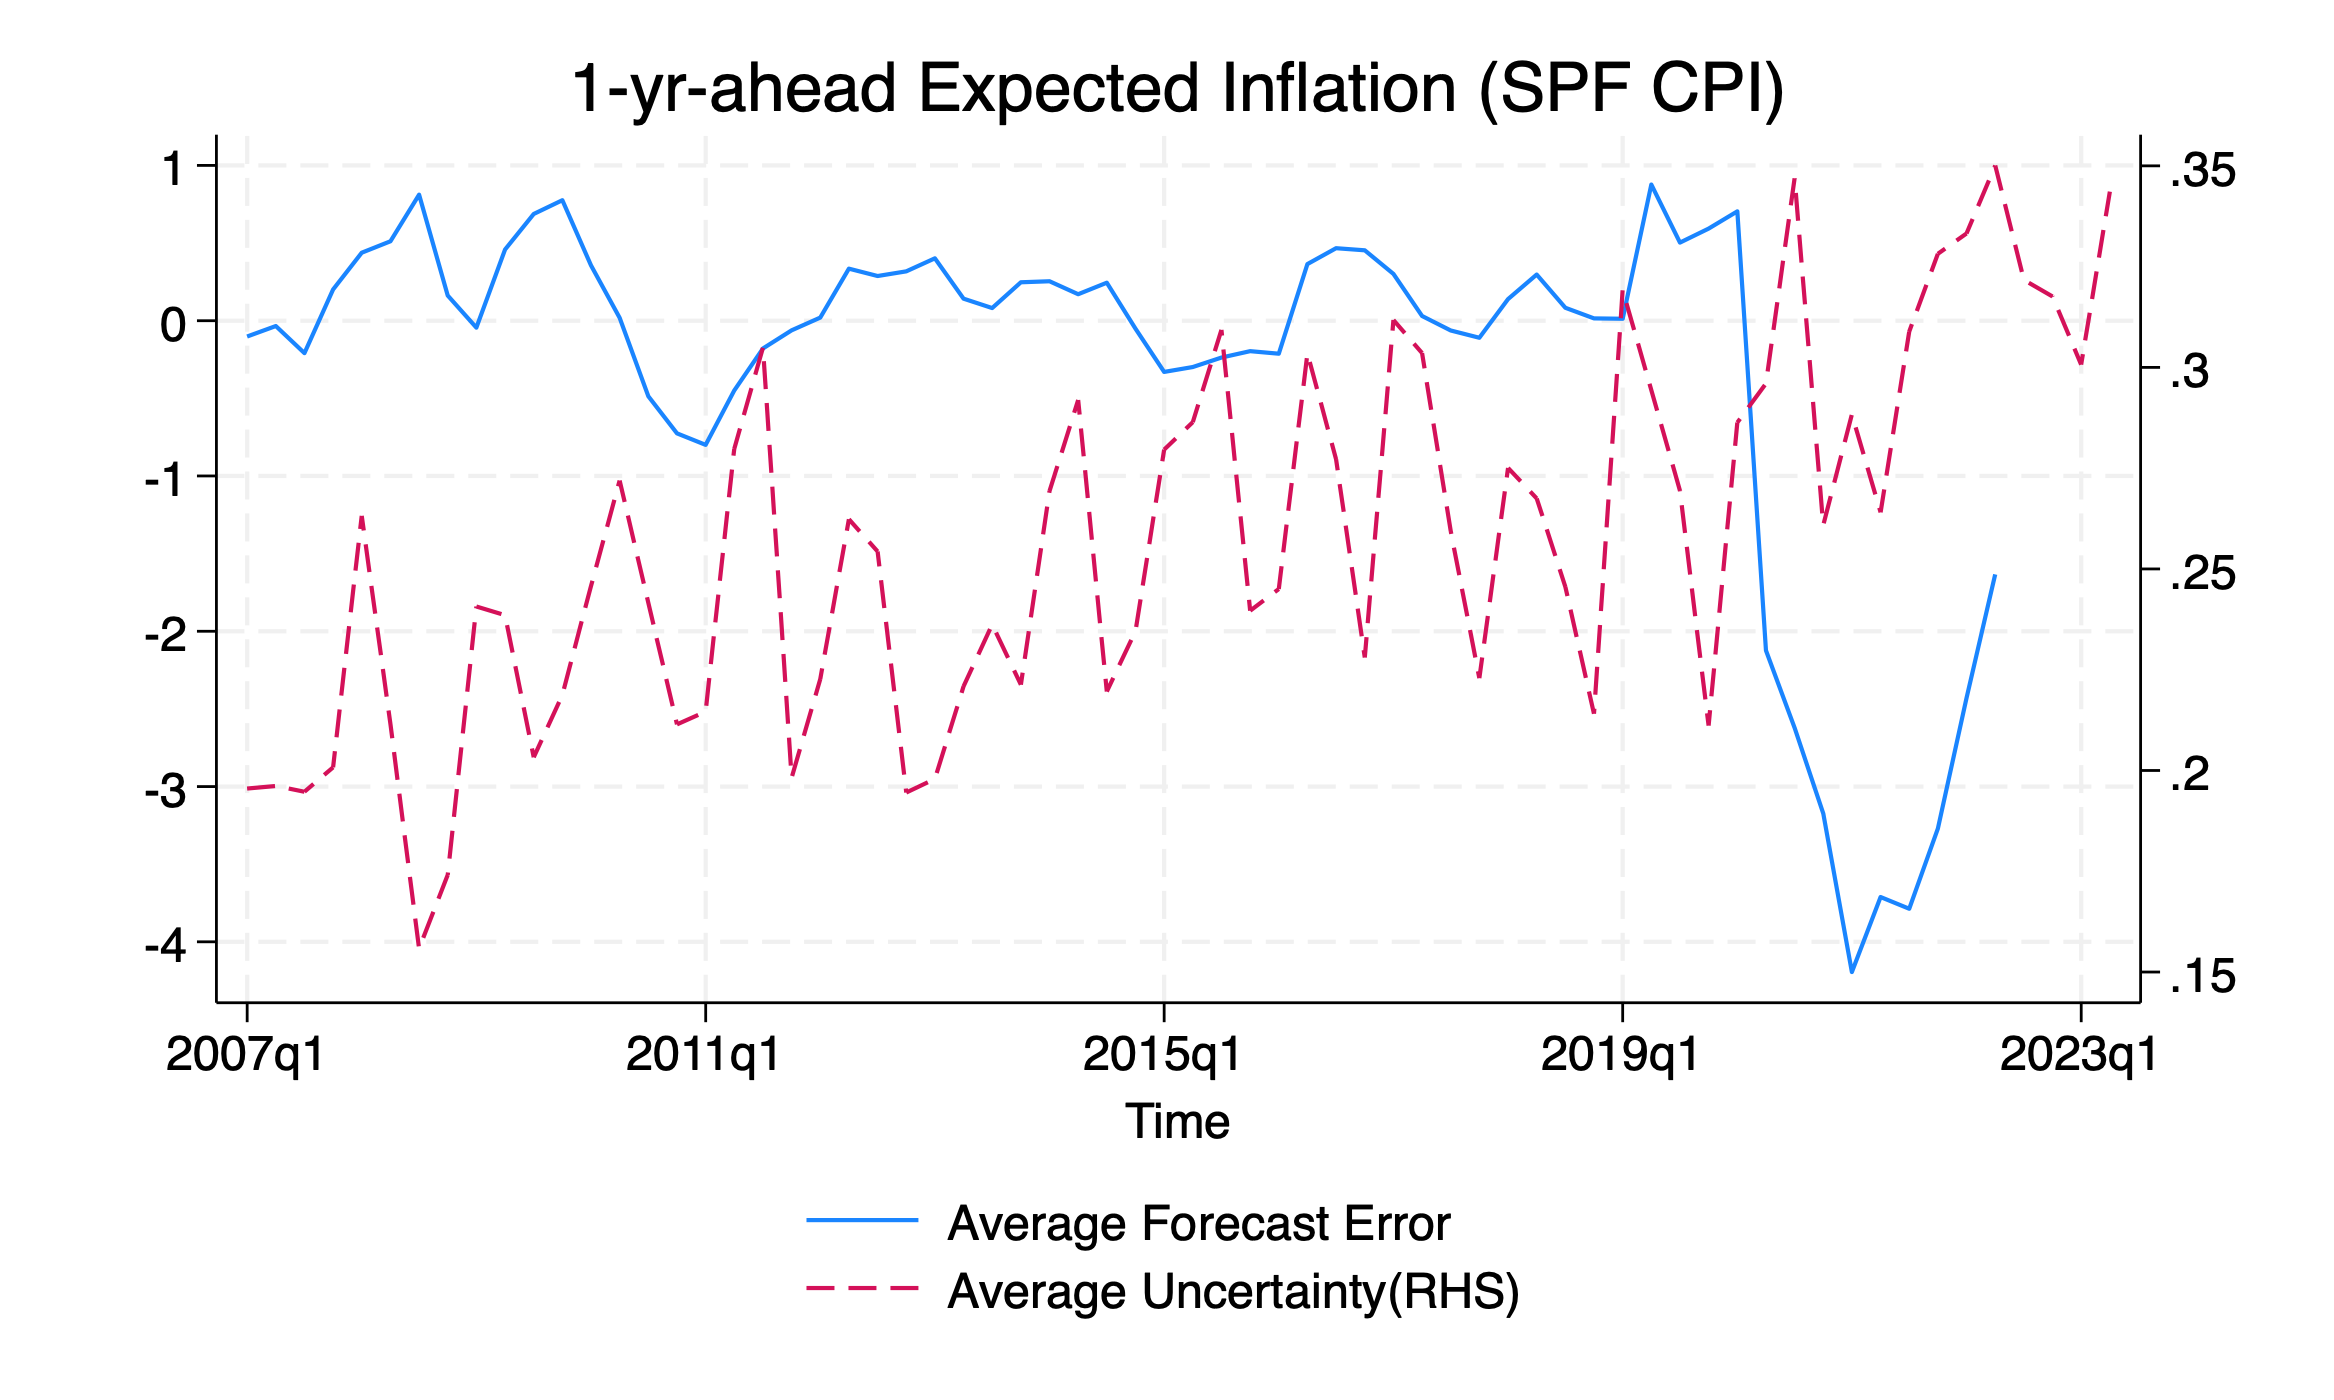 1-yr-ahead Expected Inflation (SPF CPI)
1
0
-1
-2
-3
-4
.35
.3
.25
.2
.15
2007q1 2011q1 2015q1 2019q1 2023q1
Time
Average Forecast Error
Average Uncertainty(RHS)